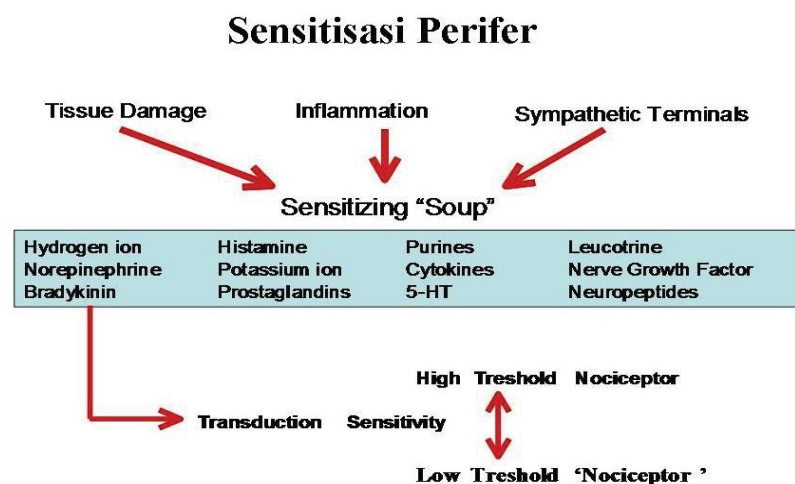 Sensitisasi Perifer
Tissue Damage Inflammation Sympathetic Terminals
Sensitizing "Soup"
Hydrogen ion Histamine Purines Leucotrine
Norepinephrine Potassium ion Cytokines Nerve Growth Factor
Bradykinin Prostaglandins 5-HT Neuropeptides
High Treshold Nociceptor
Transduction Sensitivity
Low Treshold ‘Nociceptor ’